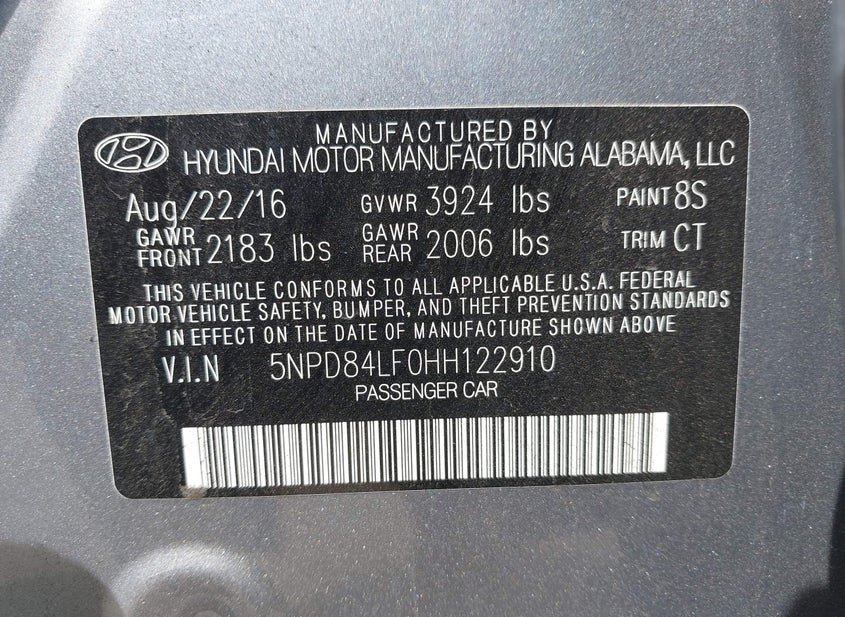 MANUFACTURED BY
HYUNDAI MOTOR MANUFACTURING ALABAMA, LLC
Aug/22/16 GVWR 3924 lbs PAINT 8S
GAWR FRONT 2183 lbs GAWR REAR 2006 lbs TRIM CT
THIS VEHICLE CONFORMS TO ALL APPLICABLE U.S.A. FEDERAL
MOTOR VEHICLE SAFETY, BUMPER, AND THEFT PREVENTION STANDARDS
IN EFFECT ON THE DATE OF MANUFACTURE SHOWN ABOVE
V.I.N 5NPD84LF0HH122910
PASSENGER CAR